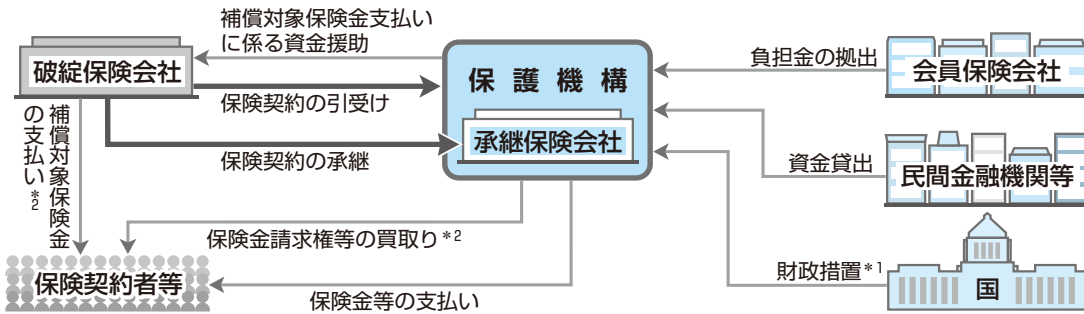 補償対象保険金支払い
に係る資金援助
破綻保険会社
保険契約の引受け
保険契約の承継
補償対象保険金
の支払い*2
保護機構
承継保険会社
負担金の拠出
会員保険会社
資金貸出
民間金融機関等
財政措置*1
国
保険金請求権等の買取り*2
保険契約者等
保険金等の支払い